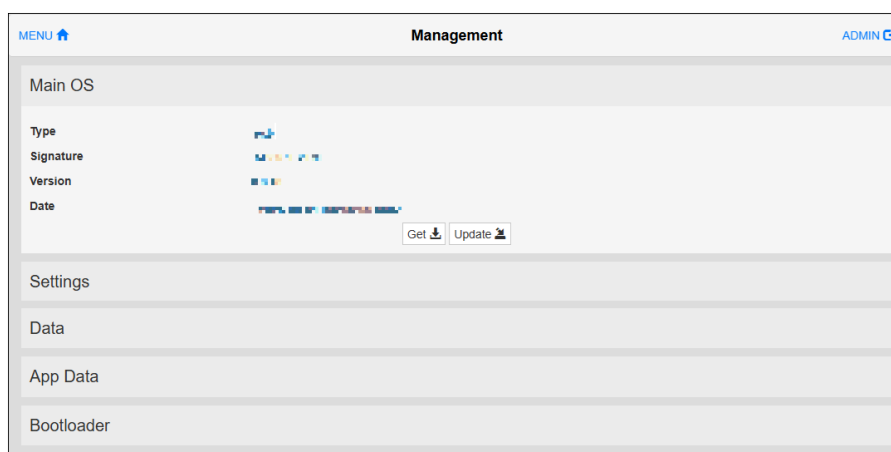 MENU Management ADMIN
Main OS
Type
Signature
Version
Date
Get Update
Settings
Data
App Data
Bootloader